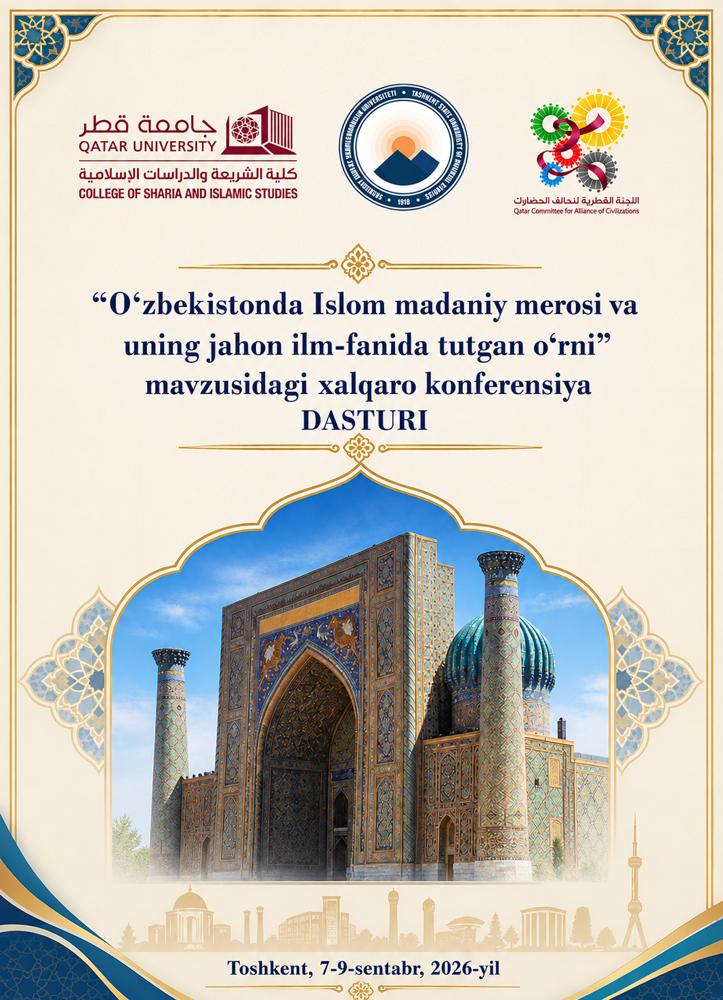 جامعة قطر
QATAR UNIVERSITY
كلية الشريعة والدراسات الإسلامية
COLLEGE OF SHARIA AND ISLAMIC STUDIES
TASHKENT STATE UNIVERSITY OF
1918
اللجنة القطرية لتحالف الحضارات
Qatar Committee for Alliance of Civilizations
“O‘zbekistonda Islom madaniy merosi va
uning jahon ilm-fanida tutgan o‘rni”
mavzusidagi xalqaro konferensiya
DASTURI
Toshkent, 7-9-sentabr, 2026-yil